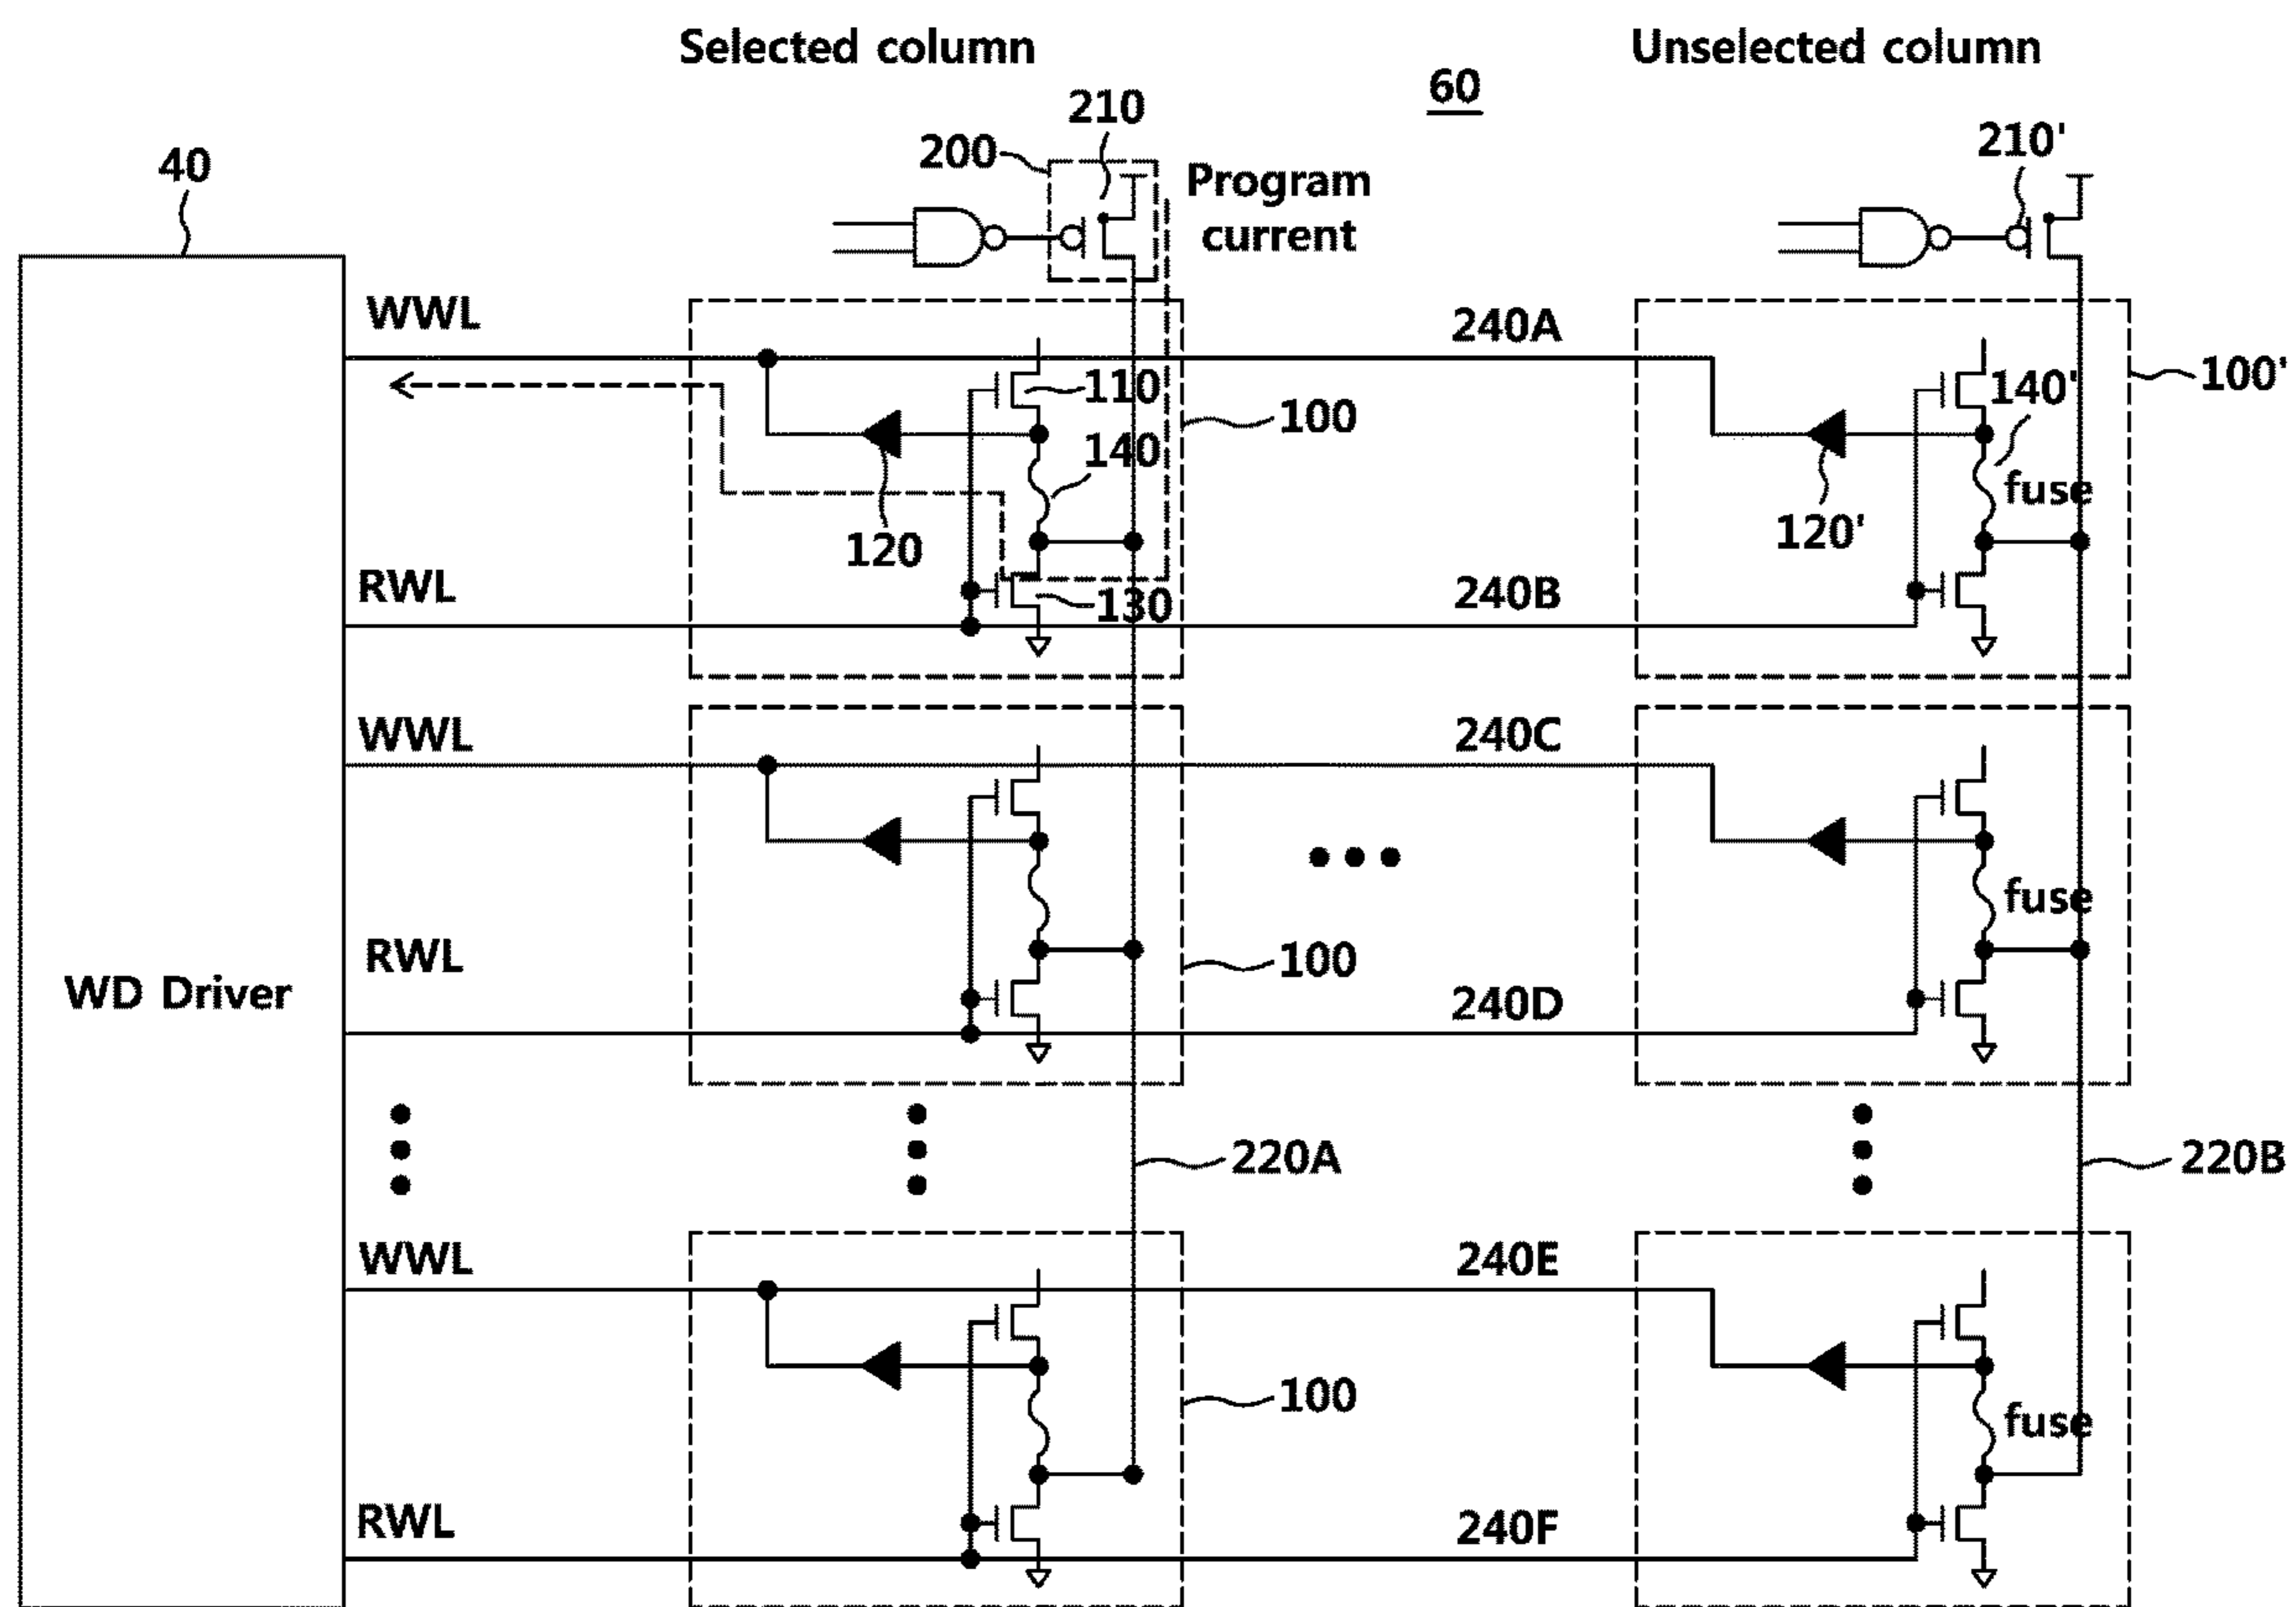 Selected column
Unselected column
60
210
200
Program
current
210'
40
WWL
240A
110
100
140
140'
100'
fuse
120
120'
RWL
240B
130
WWL
240C
fuse
RWL
100
WD Driver
240D
220A
220B
WWL
240E
100
fuse
RWL
240F